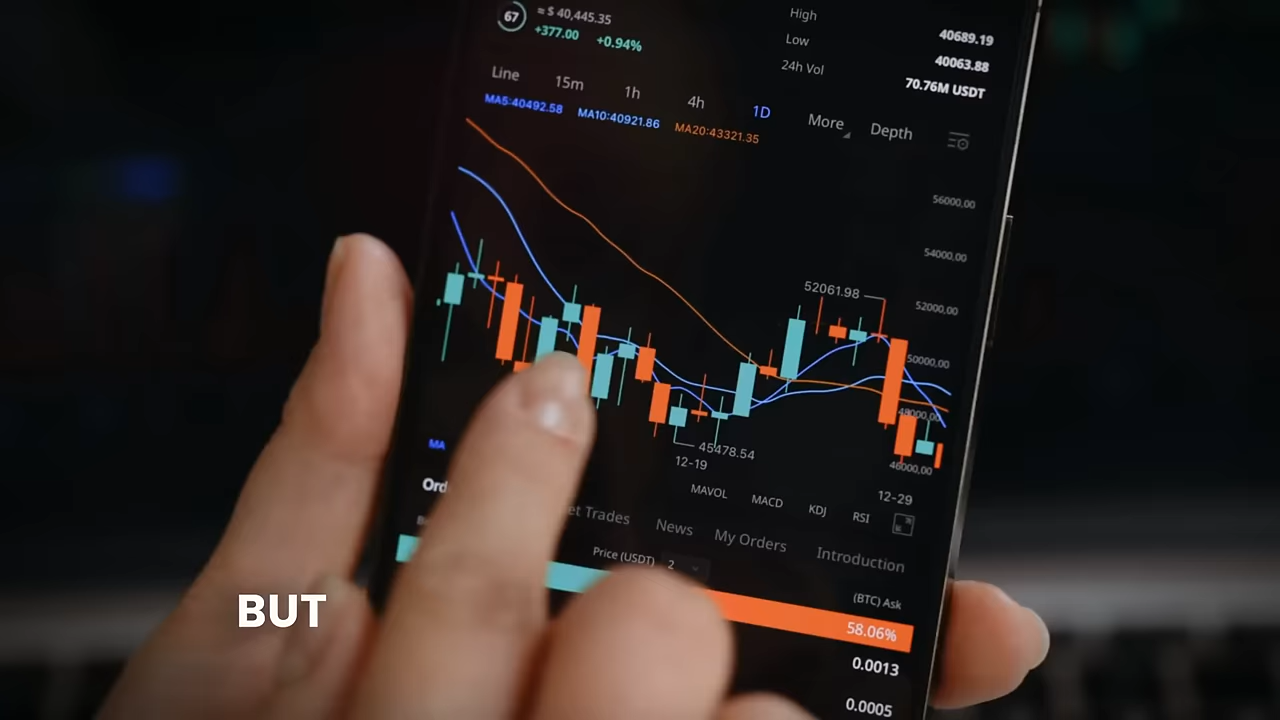 67
≈ $ 40,445.35
+377.00 +0.94%
High 40689.19
Low 40063.88
24h Vol 70.76M USDT
Line 15m 1h 4h 1D More Depth
MA5:40492.58 MA10:40921.86 MA20:43321.35
56000,00
54000,00
52061.98
52000,00
50000,00
48000,00
45478.54
46000,00
12-19
12-29
MA
MAVOL MACD KDJ RSI
Trades News My Orders Introduction
Price (USDT) 2
(BTC) Ask
58.06%
0.0013
0.0005
BUT